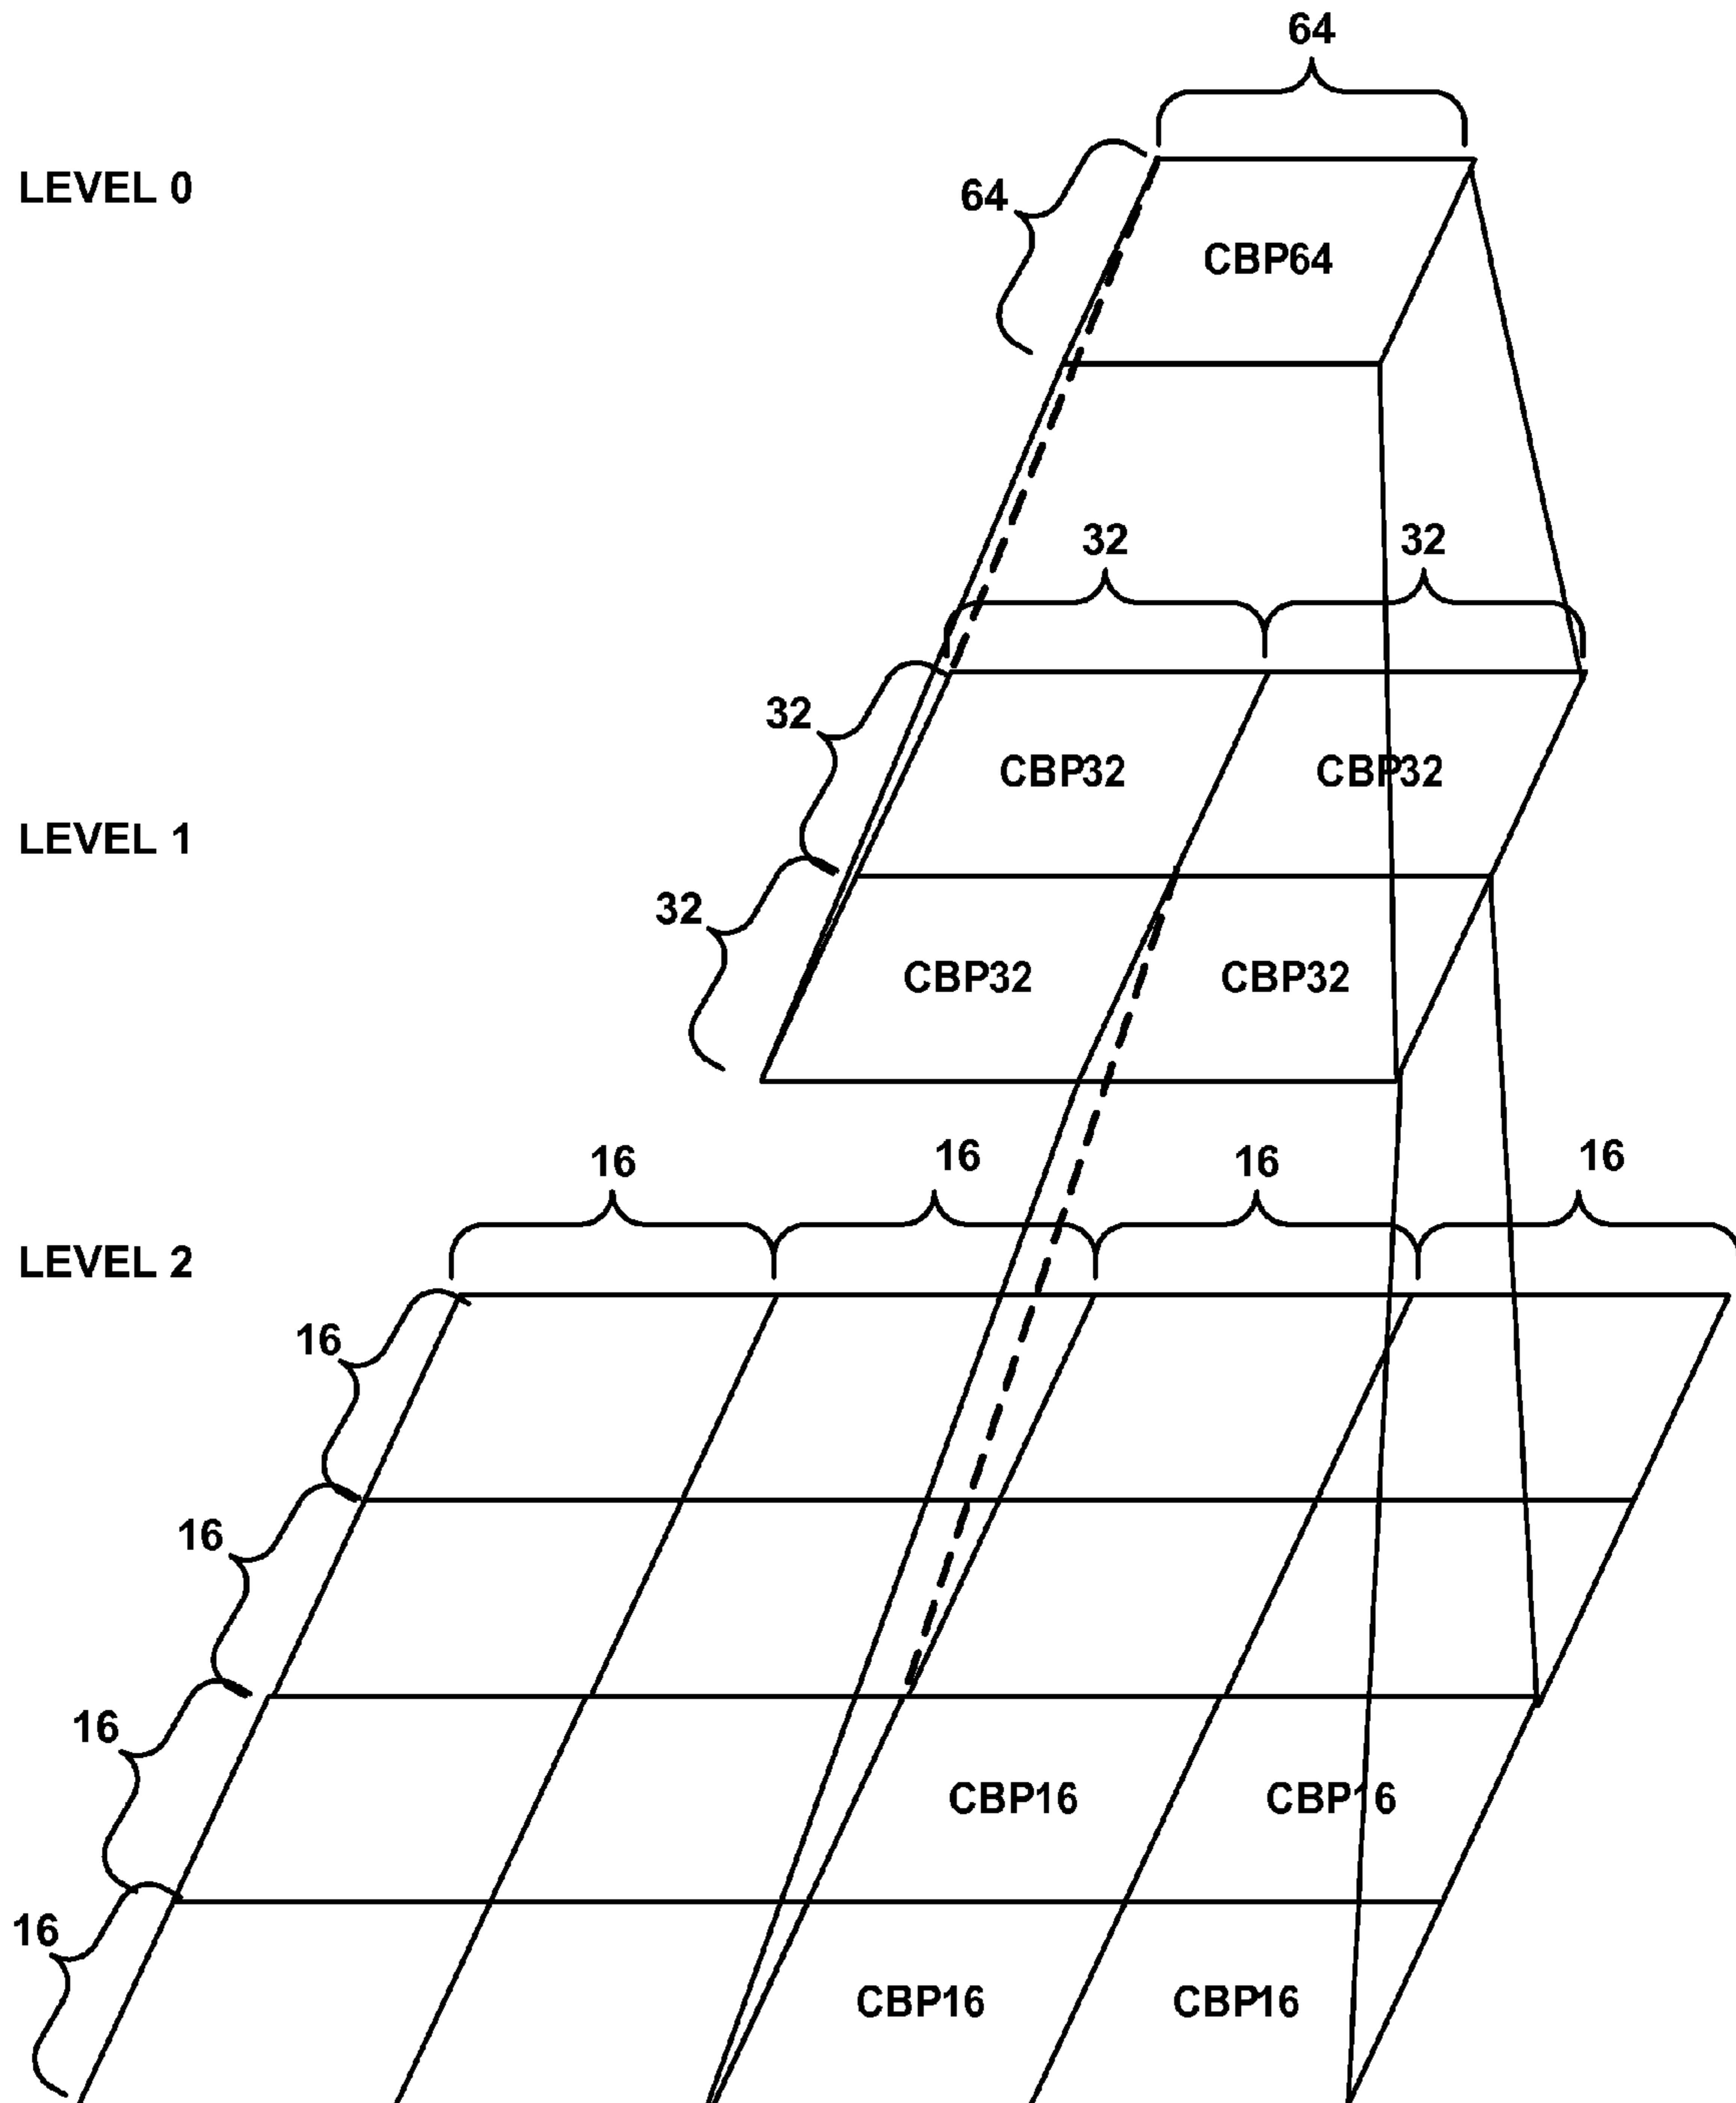 64
LEVEL 0
64
CBP64
32 32
32
CBP32 CBP32
LEVEL 1
32
CBP32 CBP32
16 16 16 16
LEVEL 2
16
16
16
CBP16 CBP16
16
CBP16 CBP16